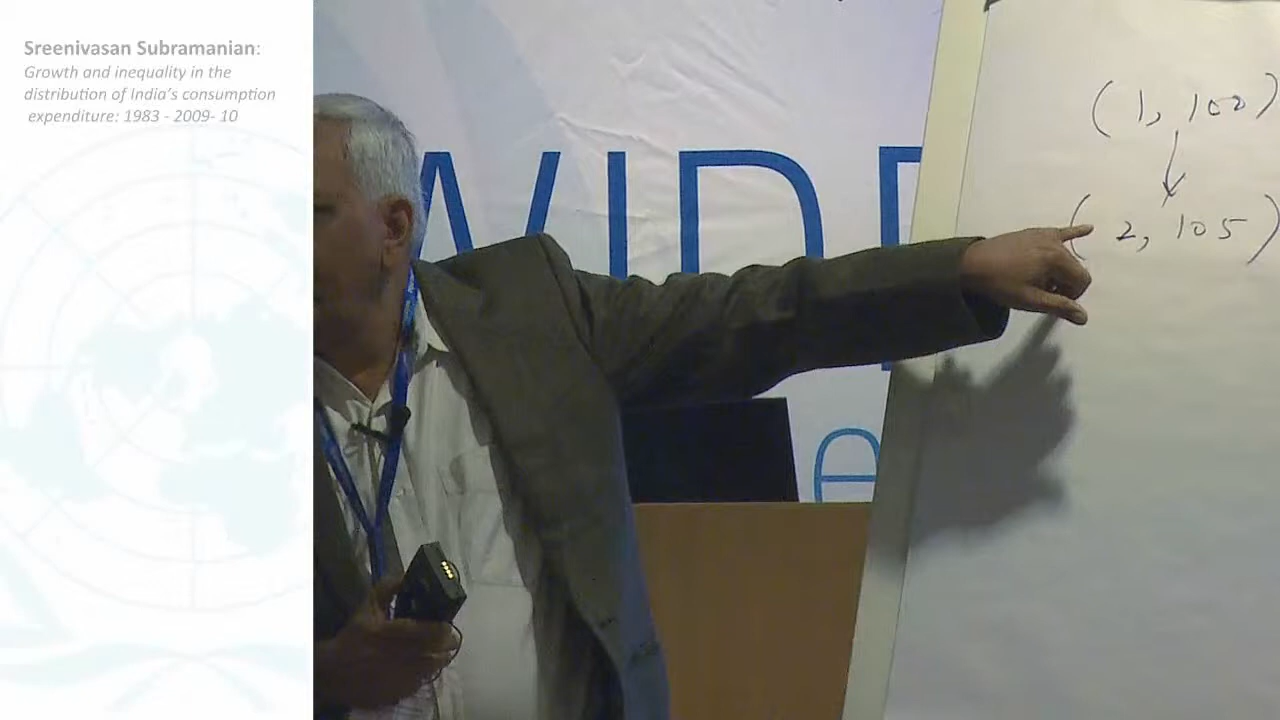 Sreenivasan Subramanian:
Growth and inequality in the
distribution of India's consumption
expenditure: 1983 - 2009- 10
WIDE
e
(1, 100)
(2, 105)